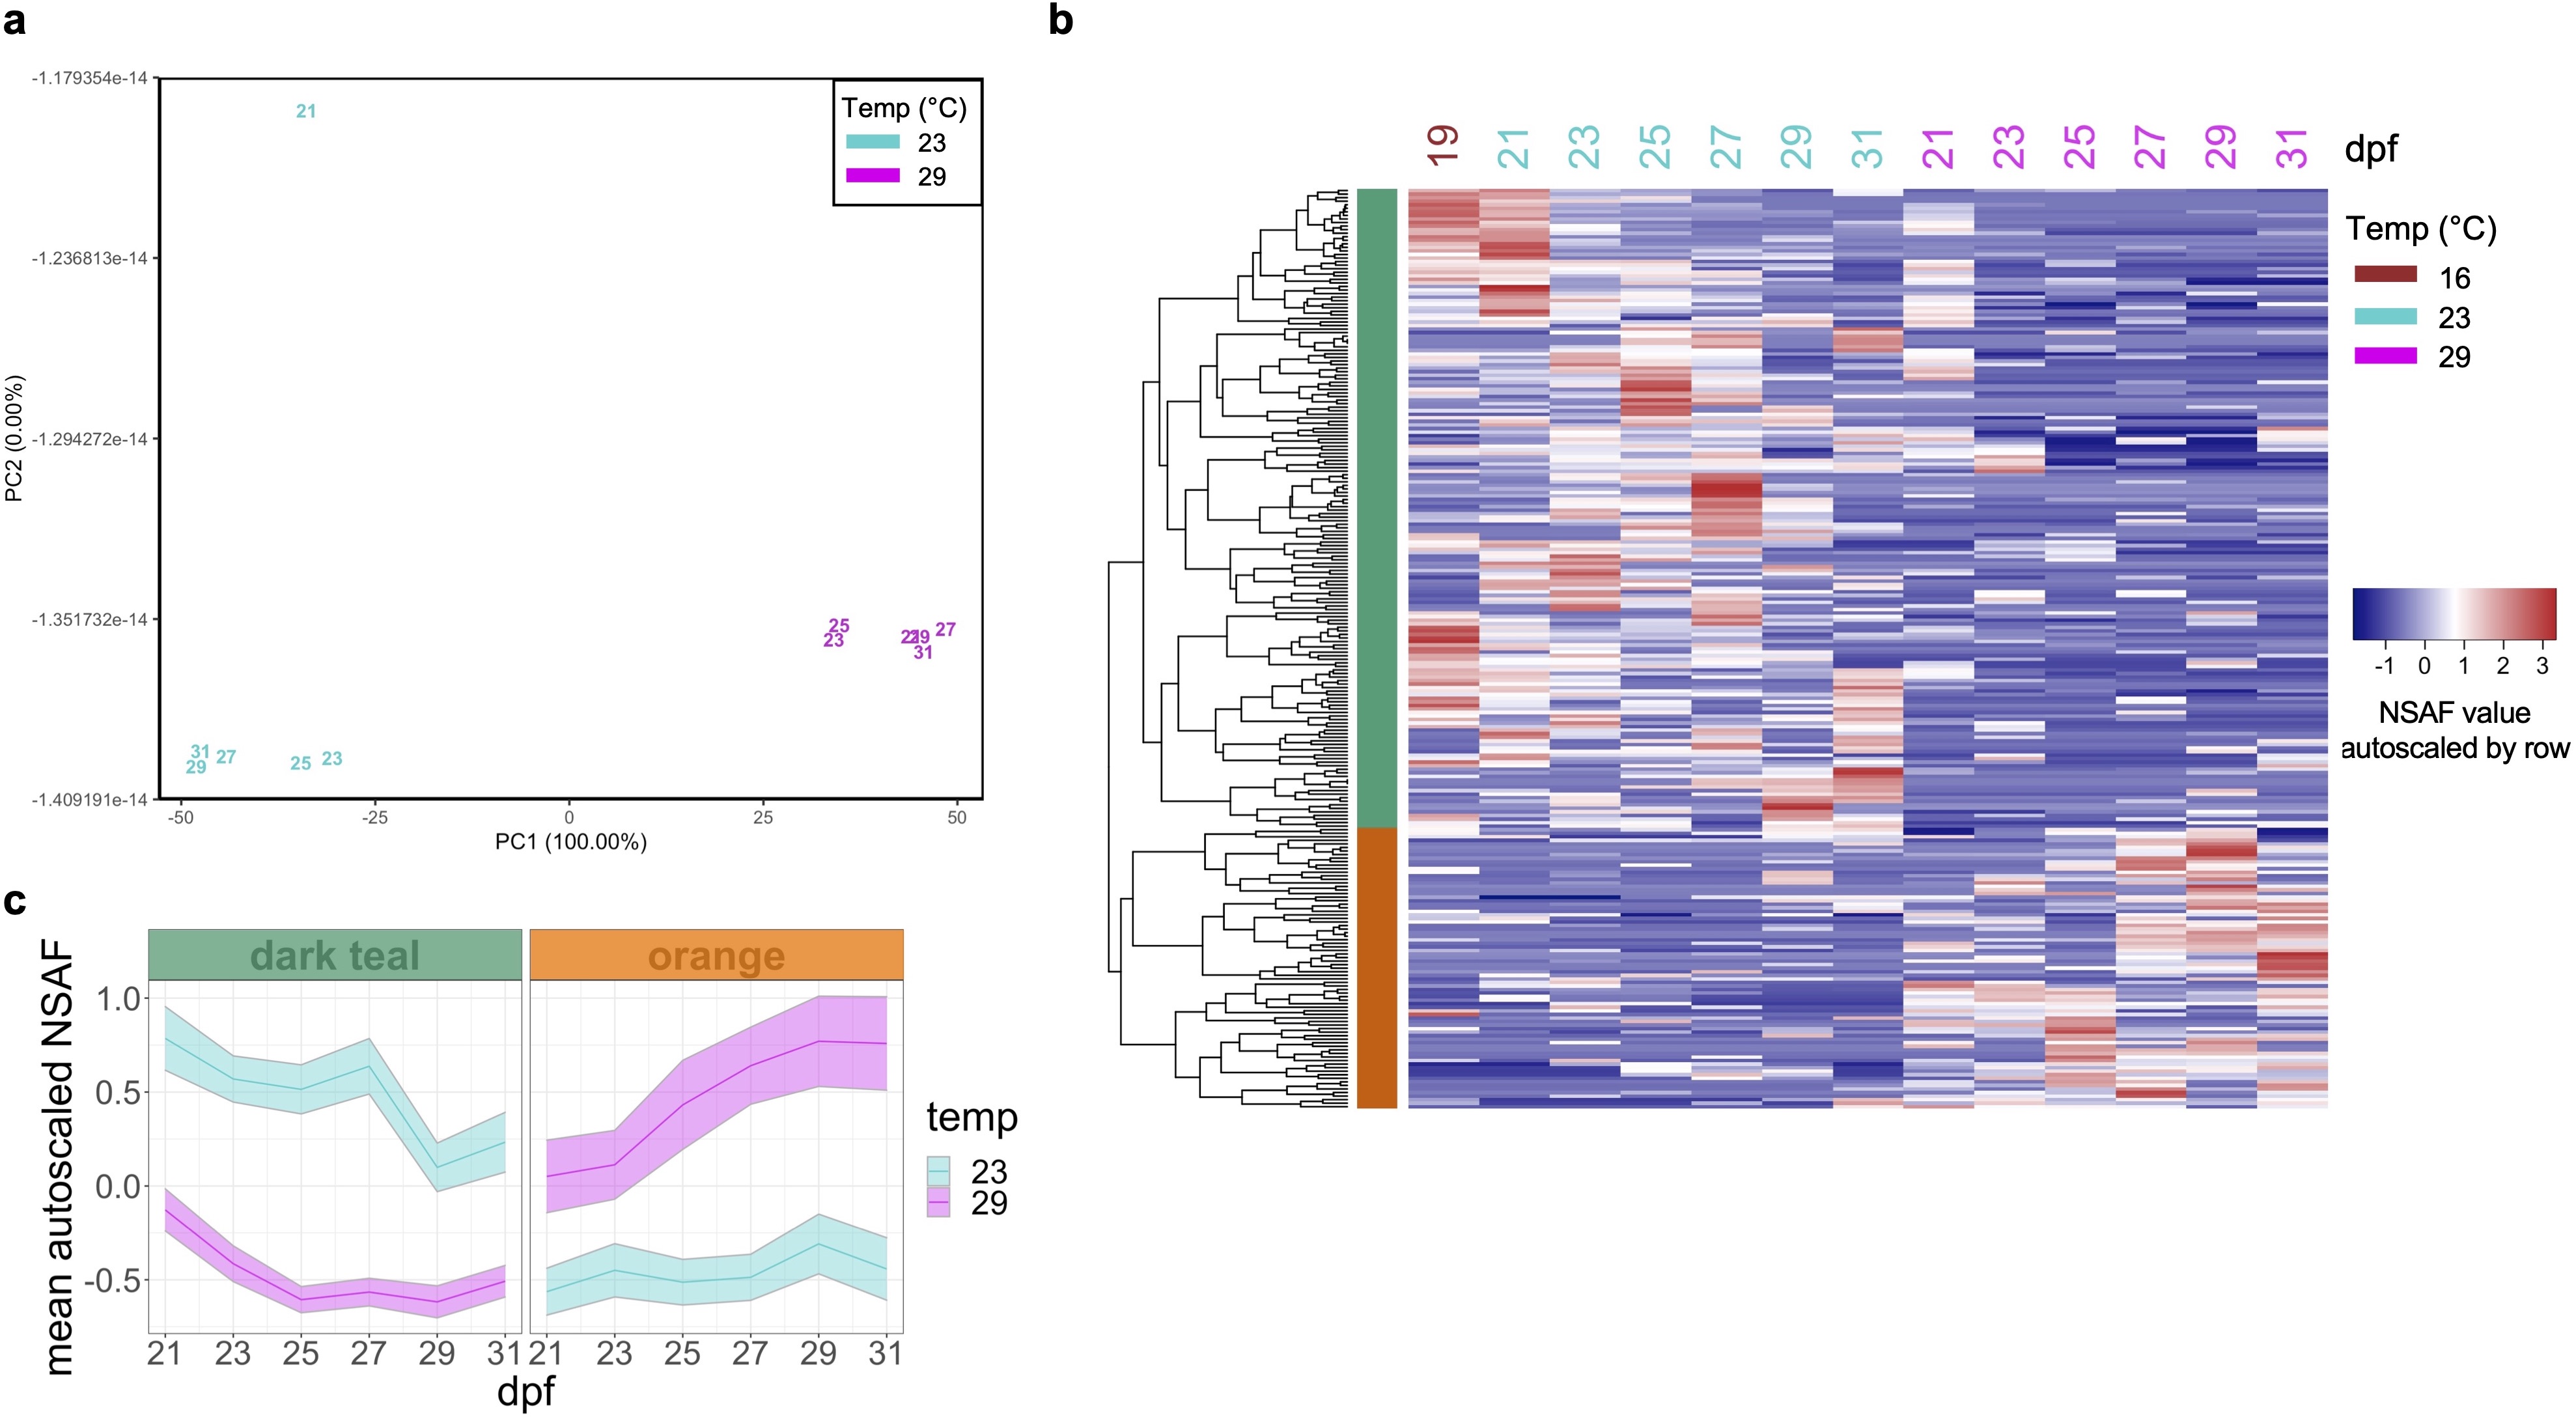 a
-1.179354e-14
-1.236813e-14
-1.294272e-14
-1.351732e-14
-1.409191e-14
PC2 (0.00%)
21
Temp (°C)
23
29
25
23
29
27
31
31
27
29
25
23
-50
-25
0
25
50
PC1 (100.00%)
b
19
21
23
25
27
29
31
21
23
25
27
29
31
dpf
Temp (°C)
16
23
29
-1 0 1 2 3
NSAF value
autoscaled by row
c
dark teal
orange
mean autoscaled NSAF
1.0
0.5
0.0
-0.5
21 23 25 27 29 31
21 23 25 27 29 31
dpf
temp
23
29